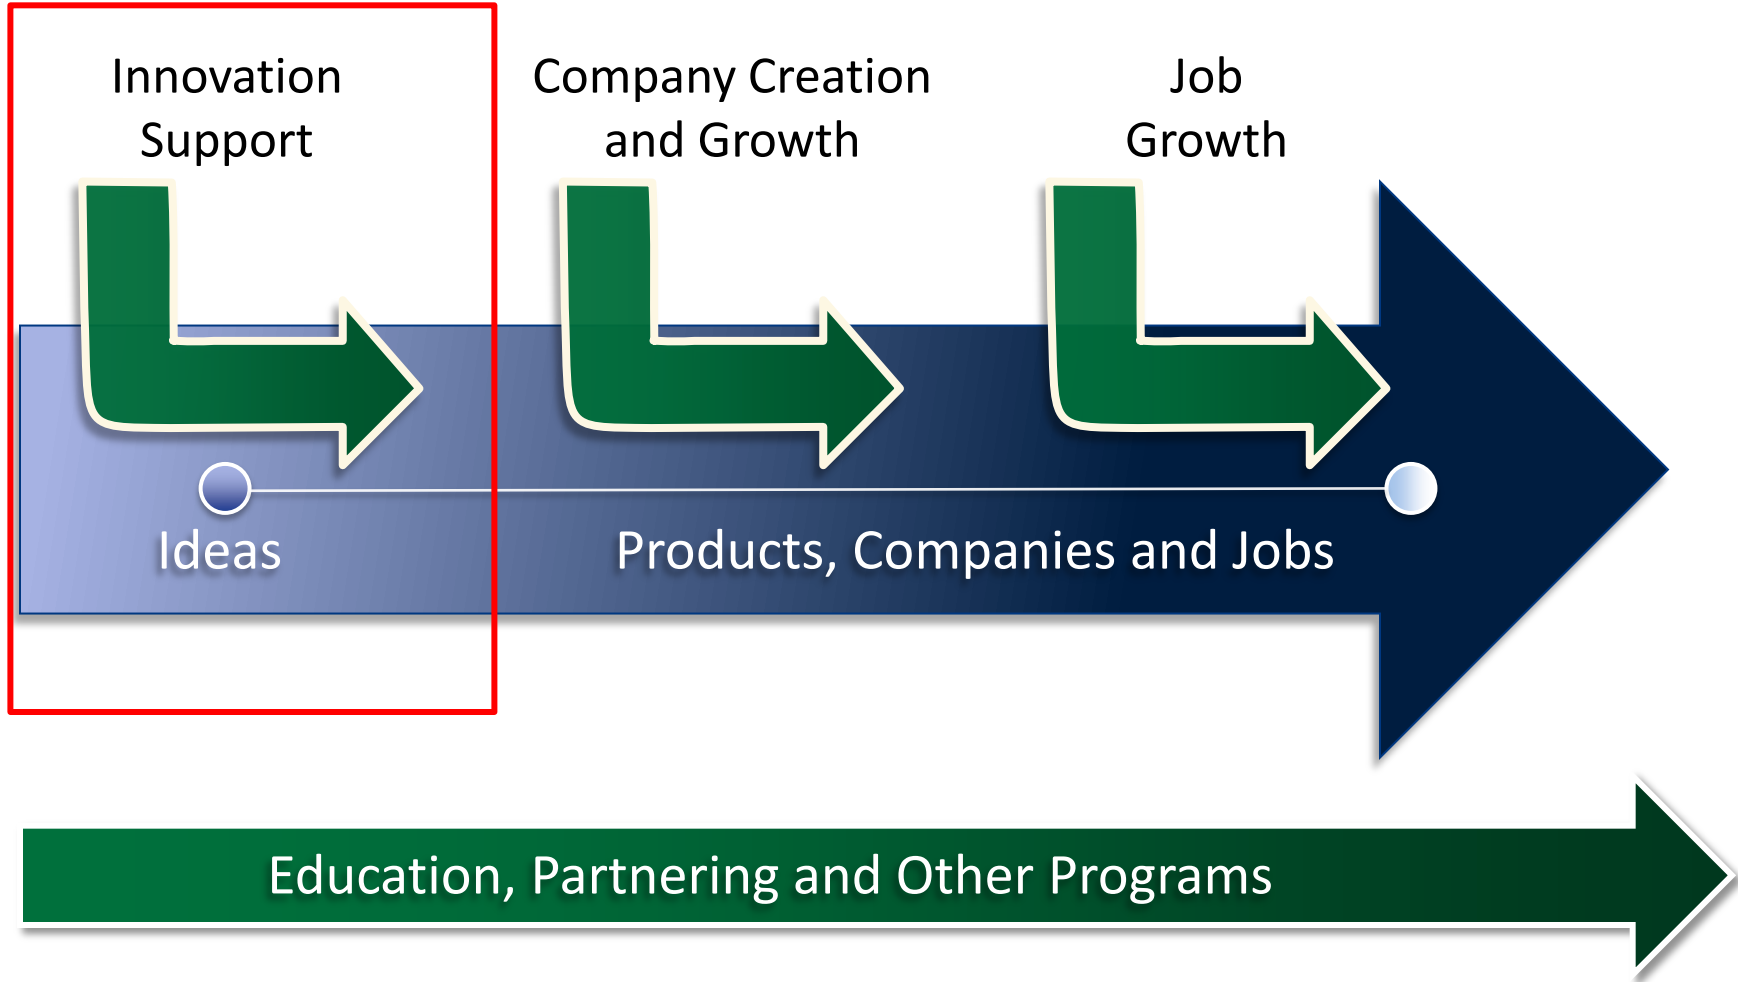 Innovation
Support
Company Creation
and Growth
Job
Growth
Ideas
Products, Companies and Jobs
Education, Partnering and Other Programs